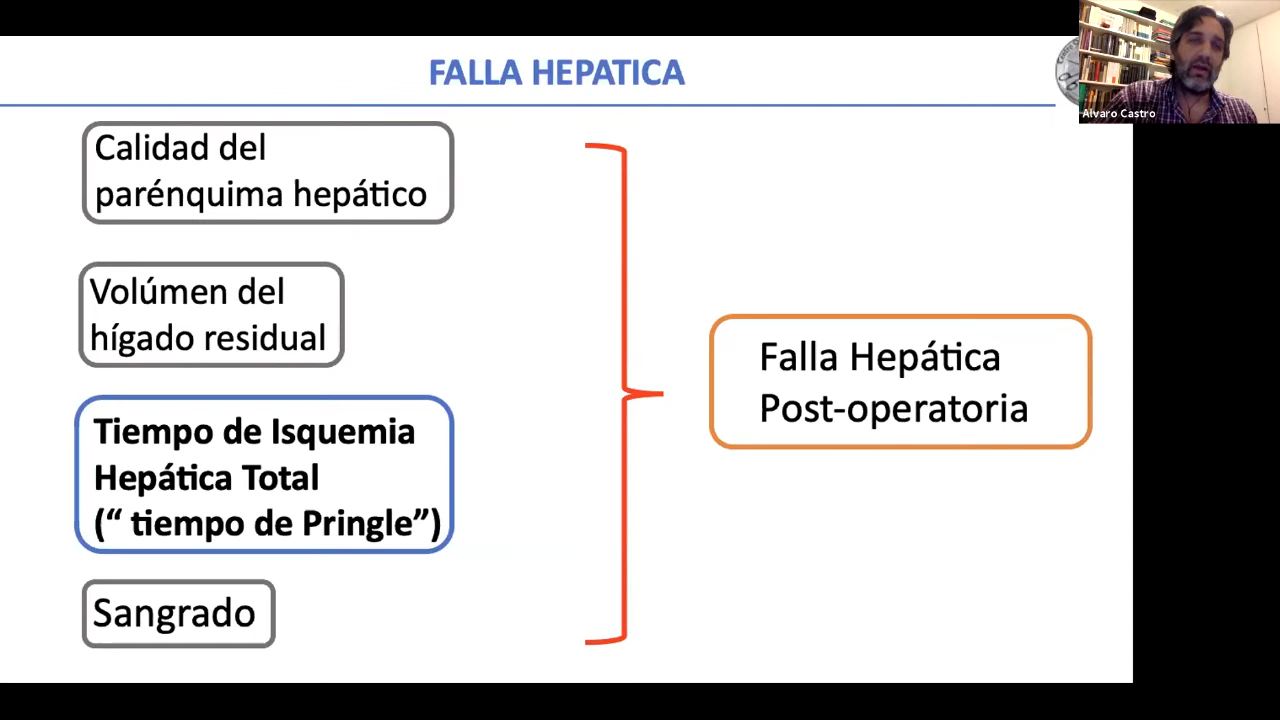 FALLA HEPATICA
Calidad del
parénquima hepático
Volúmen del
hígado residual
Tiempo de Isquemia
Hepática Total
(“ tiempo de Pringle”)
Sangrado
Falla Hepática
Post-operatoria
Alvaro Castro